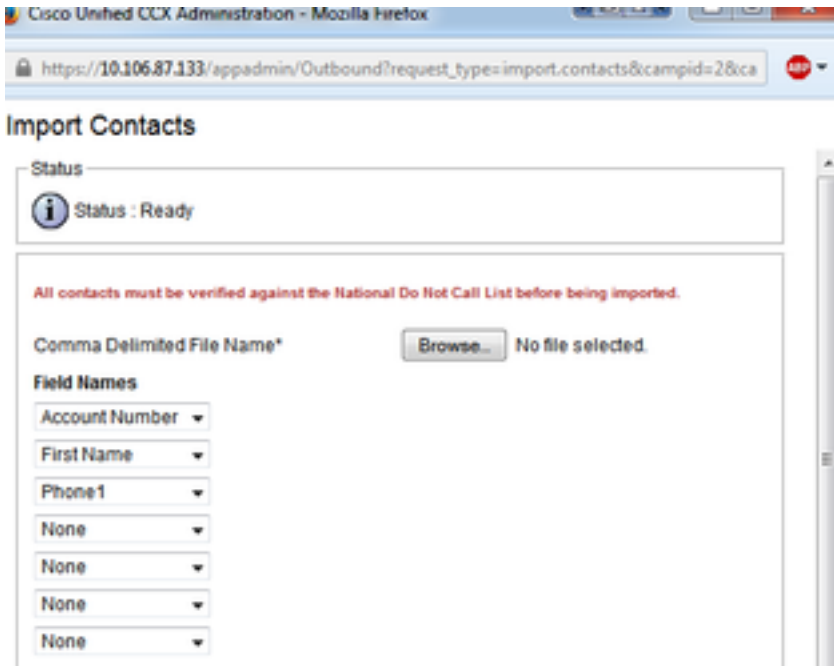 Cisco Unified CCX Administration - Mozilla Firefox
https://10.106.87.133/appadmin/Outbound?request_type=import.contacts&campid=2&ca
ABP
Import Contacts
Status
Status : Ready
All contacts must be verified against the National Do Not Call List before being imported.
Comma Delimited File Name* Browse... No file selected.
Field Names
Account Number
First Name
Phone1
None
None
None
None